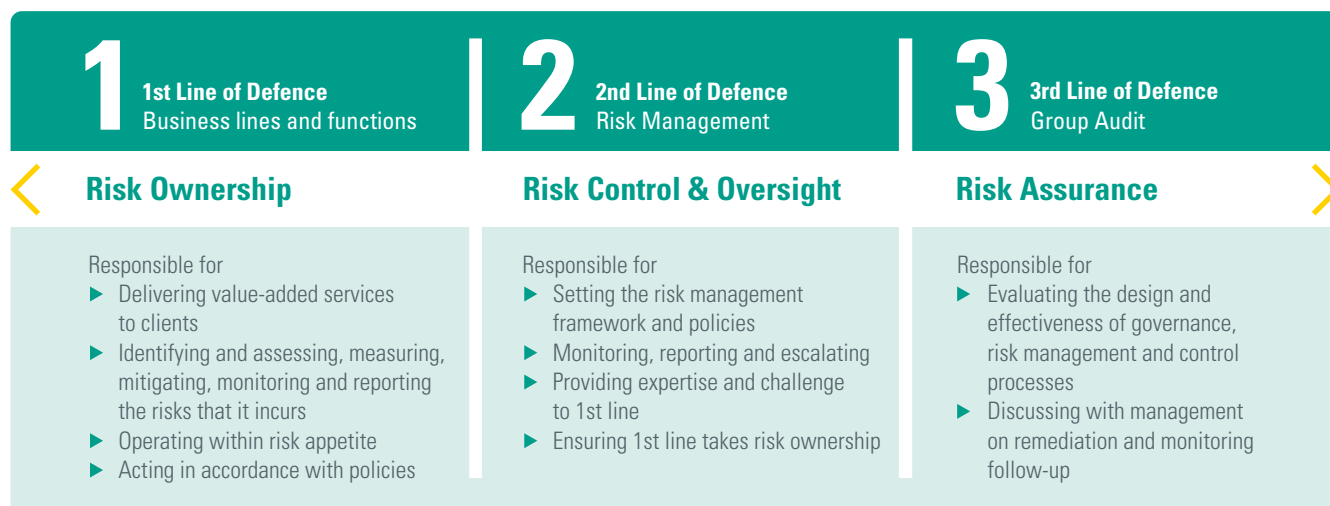 1
1st Line of Defence
Business lines and functions
Risk Ownership
Responsible for
Delivering value-added services
to clients
Identifying and assessing, measuring,
mitigating, monitoring and reporting
the risks that it incurs
Operating within risk appetite
Acting in accordance with policies
2
2nd Line of Defence
Risk Management
Risk Control & Oversight
Responsible for
Setting the risk management
framework and policies
Monitoring, reporting and escalating
Providing expertise and challenge
to 1st line
Ensuring 1st line takes risk ownership
3
3rd Line of Defence
Group Audit
Risk Assurance
Responsible for
Evaluating the design and
effectiveness of governance,
risk management and control
processes
Discussing with management
on remediation and monitoring
follow-up